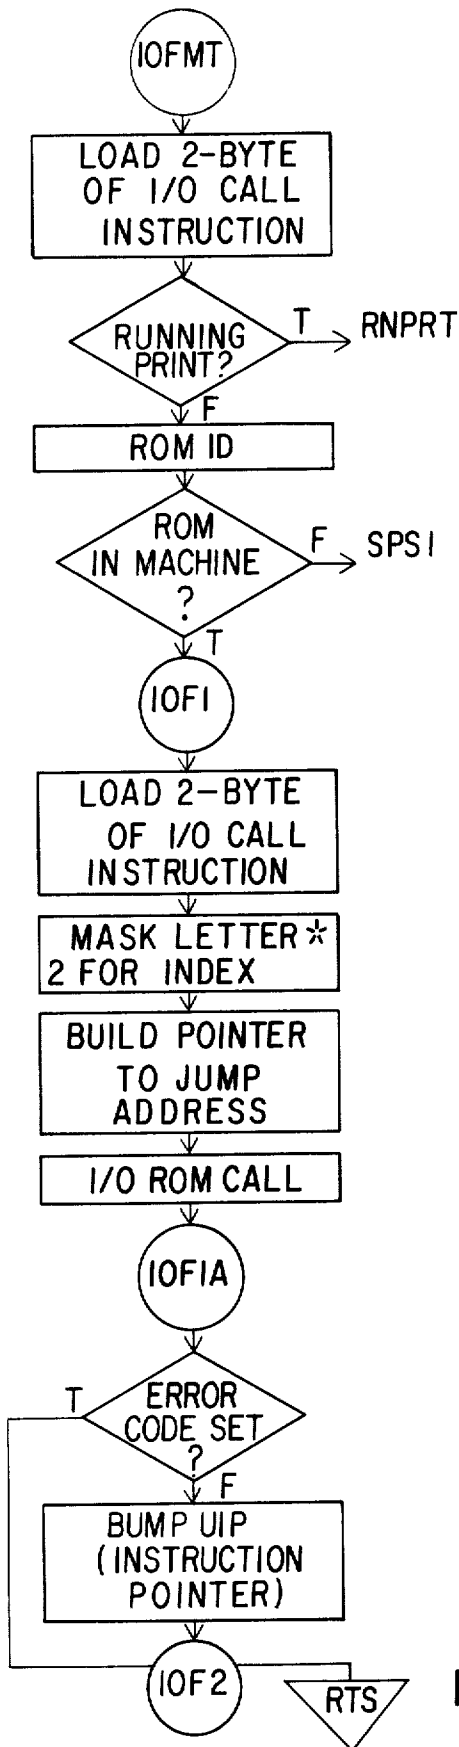 IOFMT
LOAD 2-BYTE
OF I/O CALL
INSTRUCTION
RUNNING
PRINT?
T
RNPRT
F
ROM ID
ROM
IN MACHINE
?
F
SPS1
T
IOF1
LOAD 2-BYTE
OF I/O CALL
INSTRUCTION
MASK LETTER *
2 FOR INDEX
BUILD POINTER
TO JUMP
ADDRESS
I/O ROM CALL
IOF1A
T
ERROR
CODE SET
?
F
BUMP UIP
(INSTRUCTION
POINTER)
IOF2
RTS